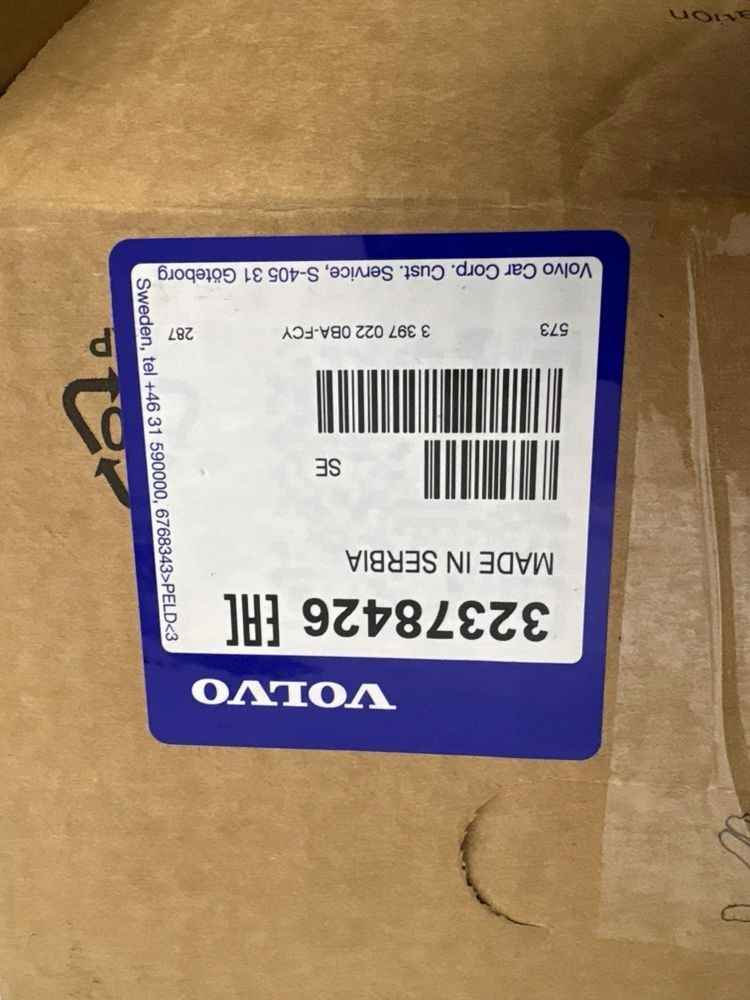 VOLVO
32378426 EAC
MADE IN SERBIA
SE
573 3 397 022 0BA-FCY 287
Volvo Car Corp. Cust. Service, S-405 31 Göteborg
Sweden, tel +46 31 590000, 6768343>PELD<3